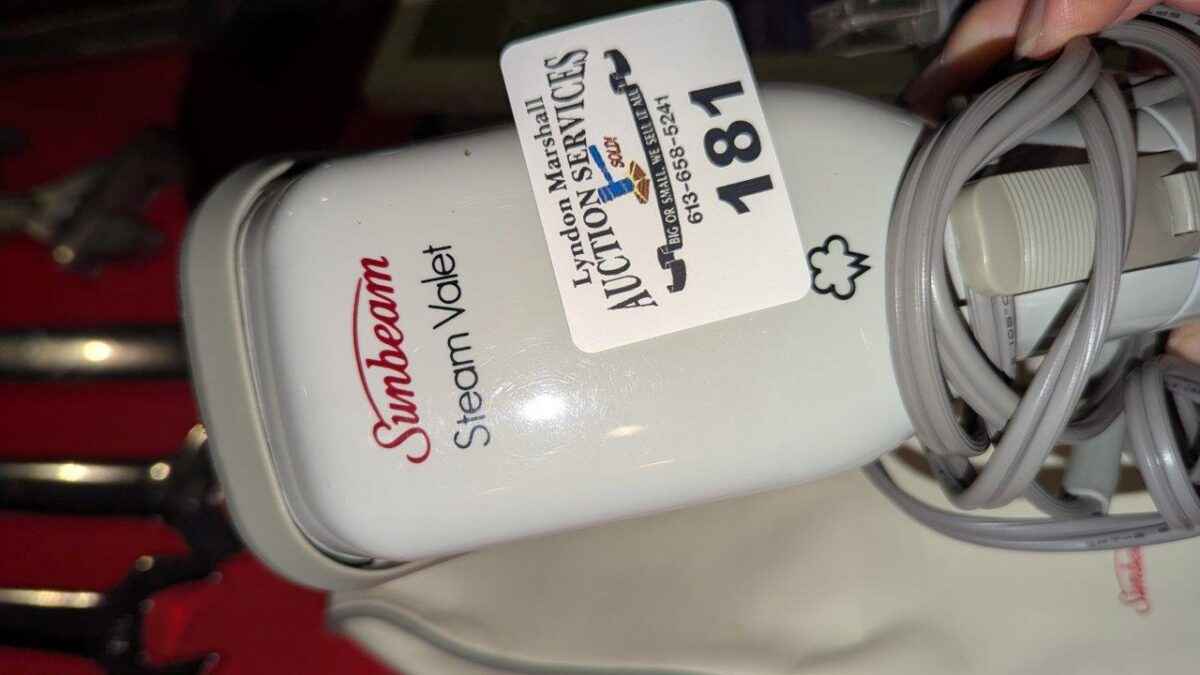 Lyndon Marshall
AUCTION SERVICES
SOLD!
BIG OR SMALL, WE SELL IT ALL
613-658-5241
181
Sunbeam
Steam Valet
Sunbeam